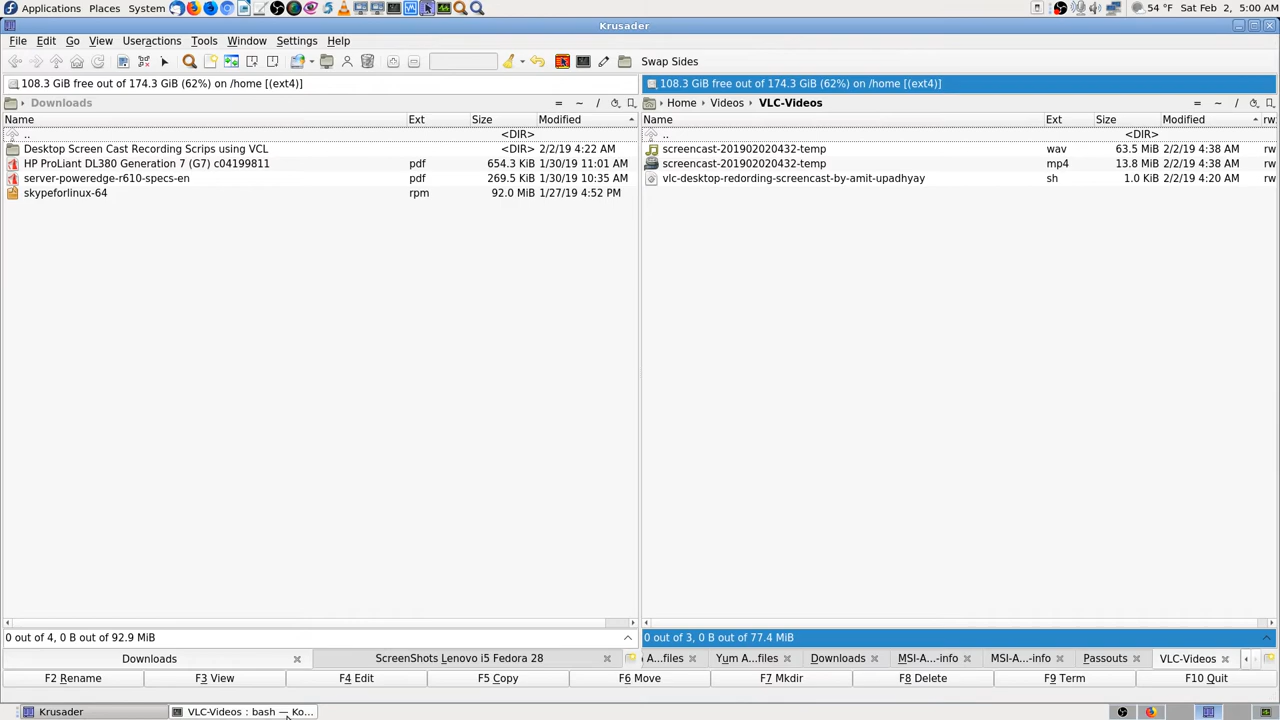 Applications Places System 54 °F Sat Feb 2, 5:00 AM
Krusader
File Edit Go View Useractions Tools Window Settings Help
Swap Sides
108.3 GiB free out of 174.3 GiB (62%) on /home [(ext4)] 108.3 GiB free out of 174.3 GiB (62%) on /home [(ext4)]
Downloads = ~ / Home Videos VLC-Videos = ~ /
Name Ext Size Modified Name Ext Size Modified rw
.. <DIR> .. <DIR>
Desktop Screen Cast Recording Scrips using VCL <DIR> 2/2/19 4:22 AM screencast-201902020432-temp wav 63.5 MiB 2/2/19 4:38 AM rw
HP ProLiant DL380 Generation 7 (G7) c04199811 pdf 654.3 KiB 1/30/19 11:01 AM screencast-201902020432-temp mp4 13.8 MiB 2/2/19 4:38 AM rw
server-poweredge-r610-specs-en pdf 269.5 KiB 1/30/19 10:35 AM vlc-desktop-redording-screencast-by-amit-upadhyay sh 1.0 KiB 2/2/19 4:20 AM rw
skypeforlinux-64 rpm 92.0 MiB 1/27/19 4:52 PM
0 out of 4, 0 B out of 92.9 MiB 0 out of 3, 0 B out of 77.4 MiB
Downloads ScreenShots Lenovo i5 Fedora 28 A...files Yum A...files Downloads MSI-A...-info MSI-A...-info Passouts VLC-Videos
F2 Rename F3 View F4 Edit F5 Copy F6 Move F7 Mkdir F8 Delete F9 Term F10 Quit
Krusader VLC-Videos : bash — Ko...